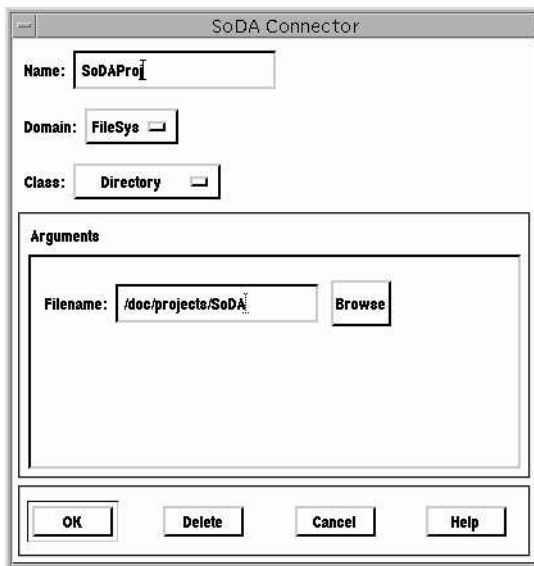 SoDA Connector
Name: SoDAProj
Domain: FileSys
Class: Directory
Arguments
Filename: /doc/projects/SoDA Browse
OK Delete Cancel Help